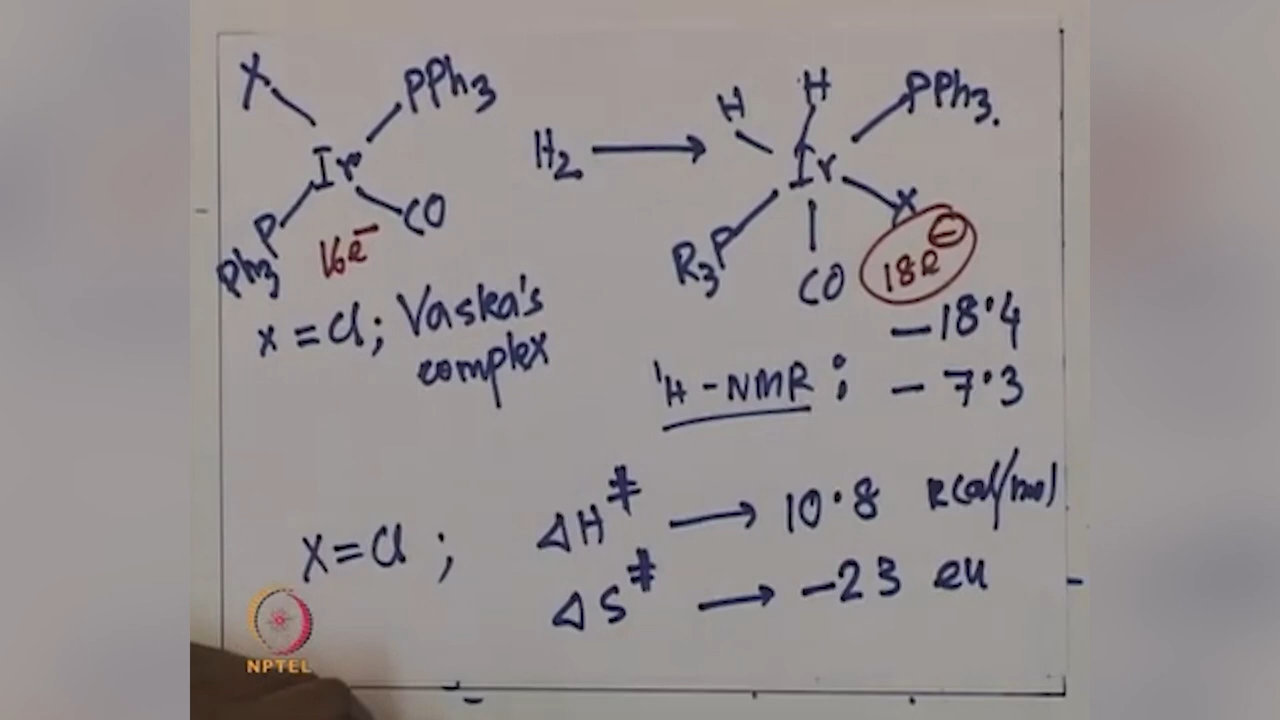 X PPh3
Ir
Ph3P CO
16e-
X = Cl; Vaska's
complex
H2 →
H H PPh3.
Ir
R3P X
CO 18e⊖
-18.4
1H-NMR : -7.3
X=Cl ; ΔH‡ → 10.8 kcal/mol
ΔS‡ → -23 eu
NPTEL